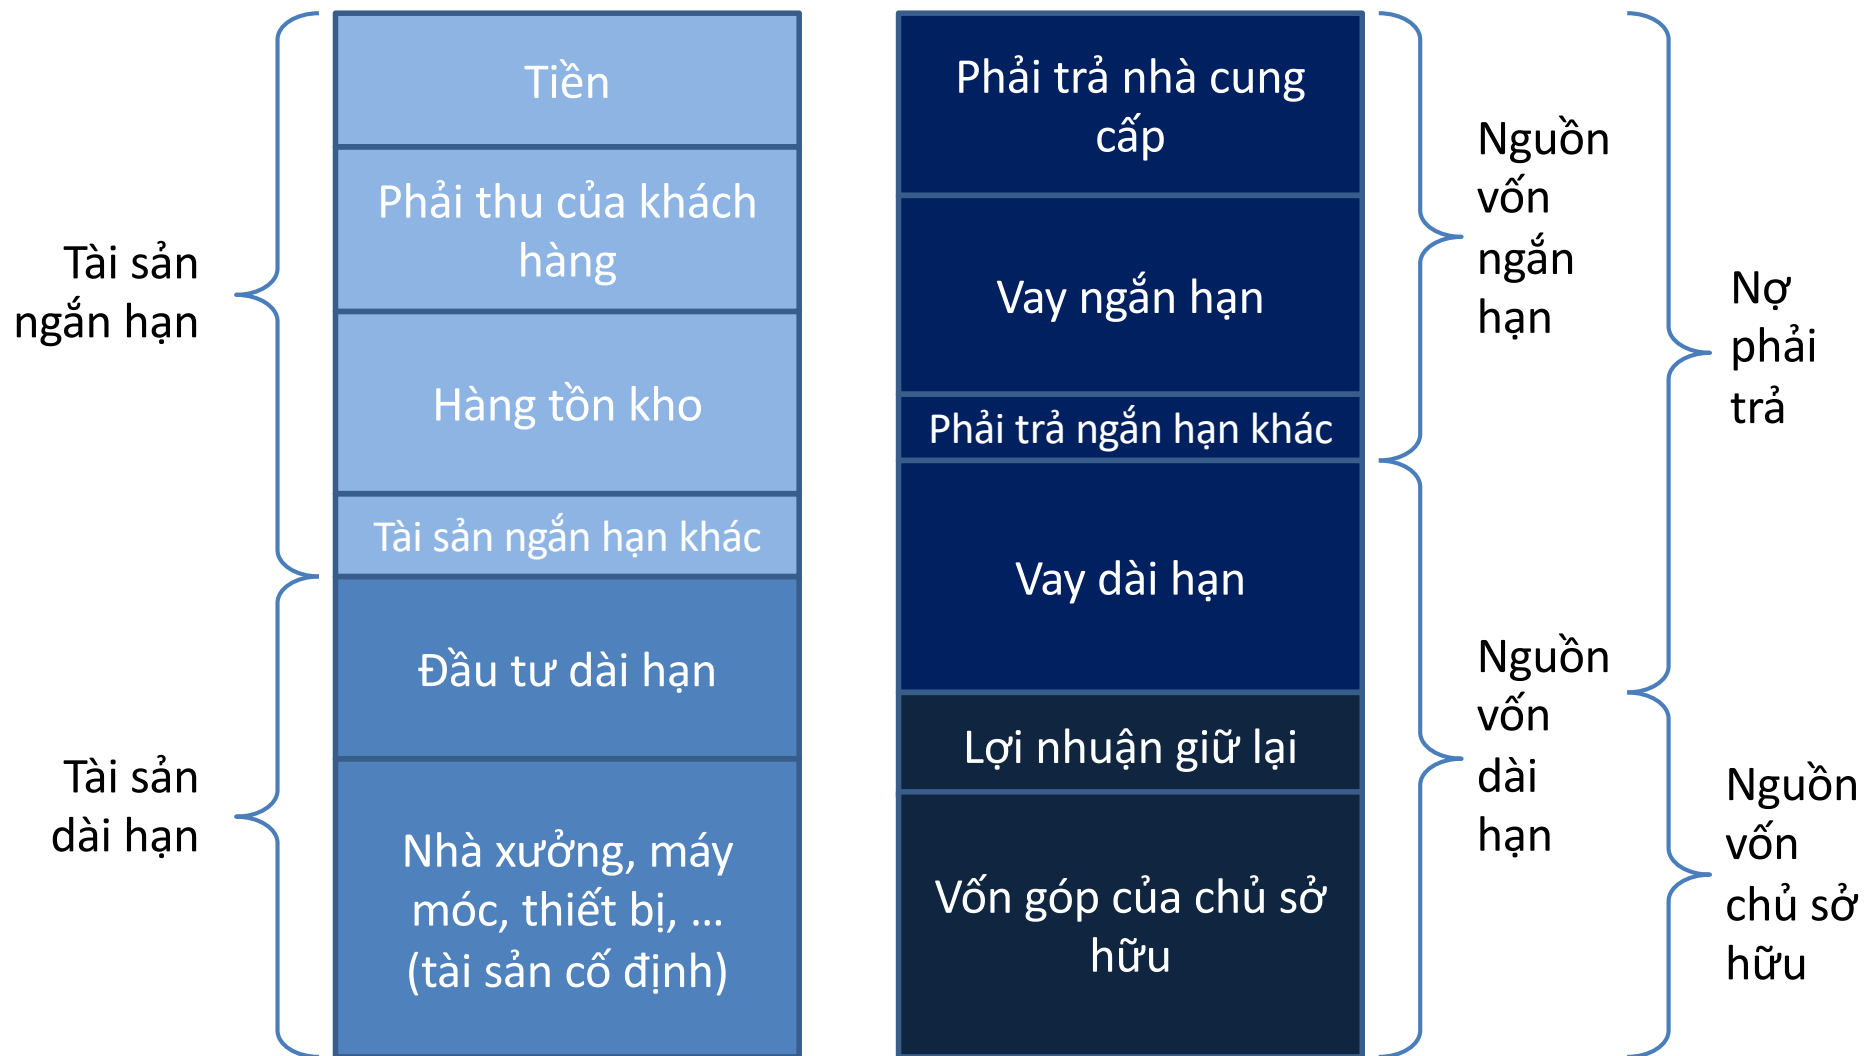 Tài sản
ngắn hạn
Tài sản
dài hạn
Tiền
Phải thu của khách
hàng
Hàng tồn kho
Tài sản ngắn hạn khác
Đầu tư dài hạn
Nhà xưởng, máy
móc, thiết bị, ...
(tài sản cố định)
Phải trả nhà cung
cấp
Vay ngắn hạn
Phải trả ngắn hạn khác
Vay dài hạn
Lợi nhuận giữ lại
Vốn góp của chủ sở
hữu
Nguồn
vốn
ngắn
hạn
Nguồn
vốn
dài
hạn
Nợ
phải
trả
Nguồn
vốn
chủ sở
hữu